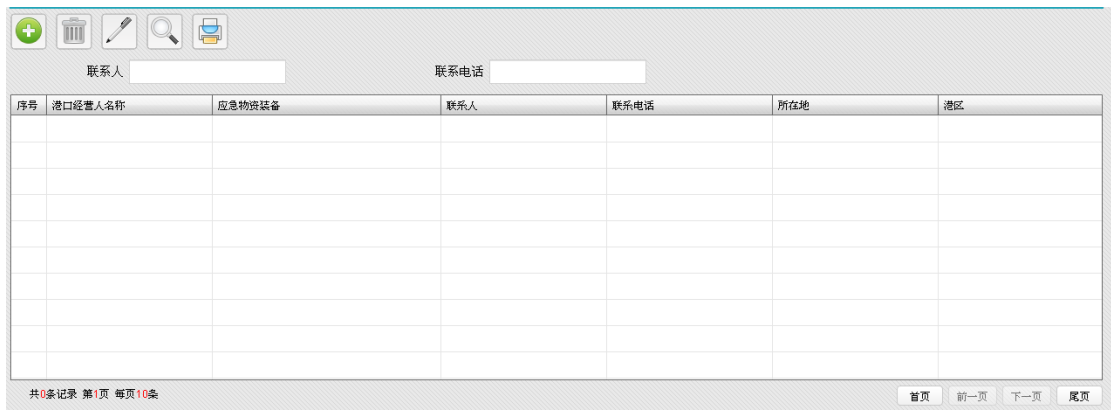 联系人 联系电话
序号 港口经营人名称 应急物资装备 联系人 联系电话 所在地 港区
共0条记录 第1页 每页10条 首页 前一页 下一页 尾页